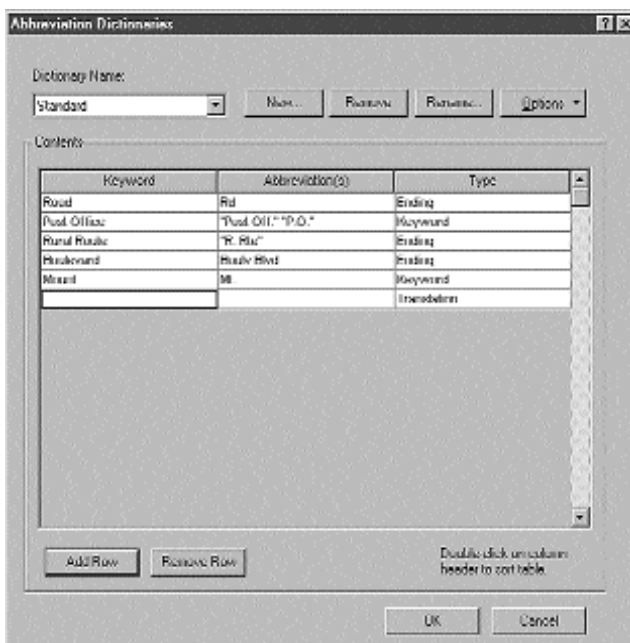 Abbreviation Dictionaries
Dictionary Name:
Standard New... Remove Rename... Options
Contents
Keyword Abbreviation(s) Type
Road Rd Ending
Post Office "Post Off." "P.O." Keyword
Rural Route "R. Rte" Ending
Boulevard Boulv Blvd Ending
Mount Mt. Keyword
Translation
Add Row Remove Row
Double-click on column
header to sort table.
OK Cancel